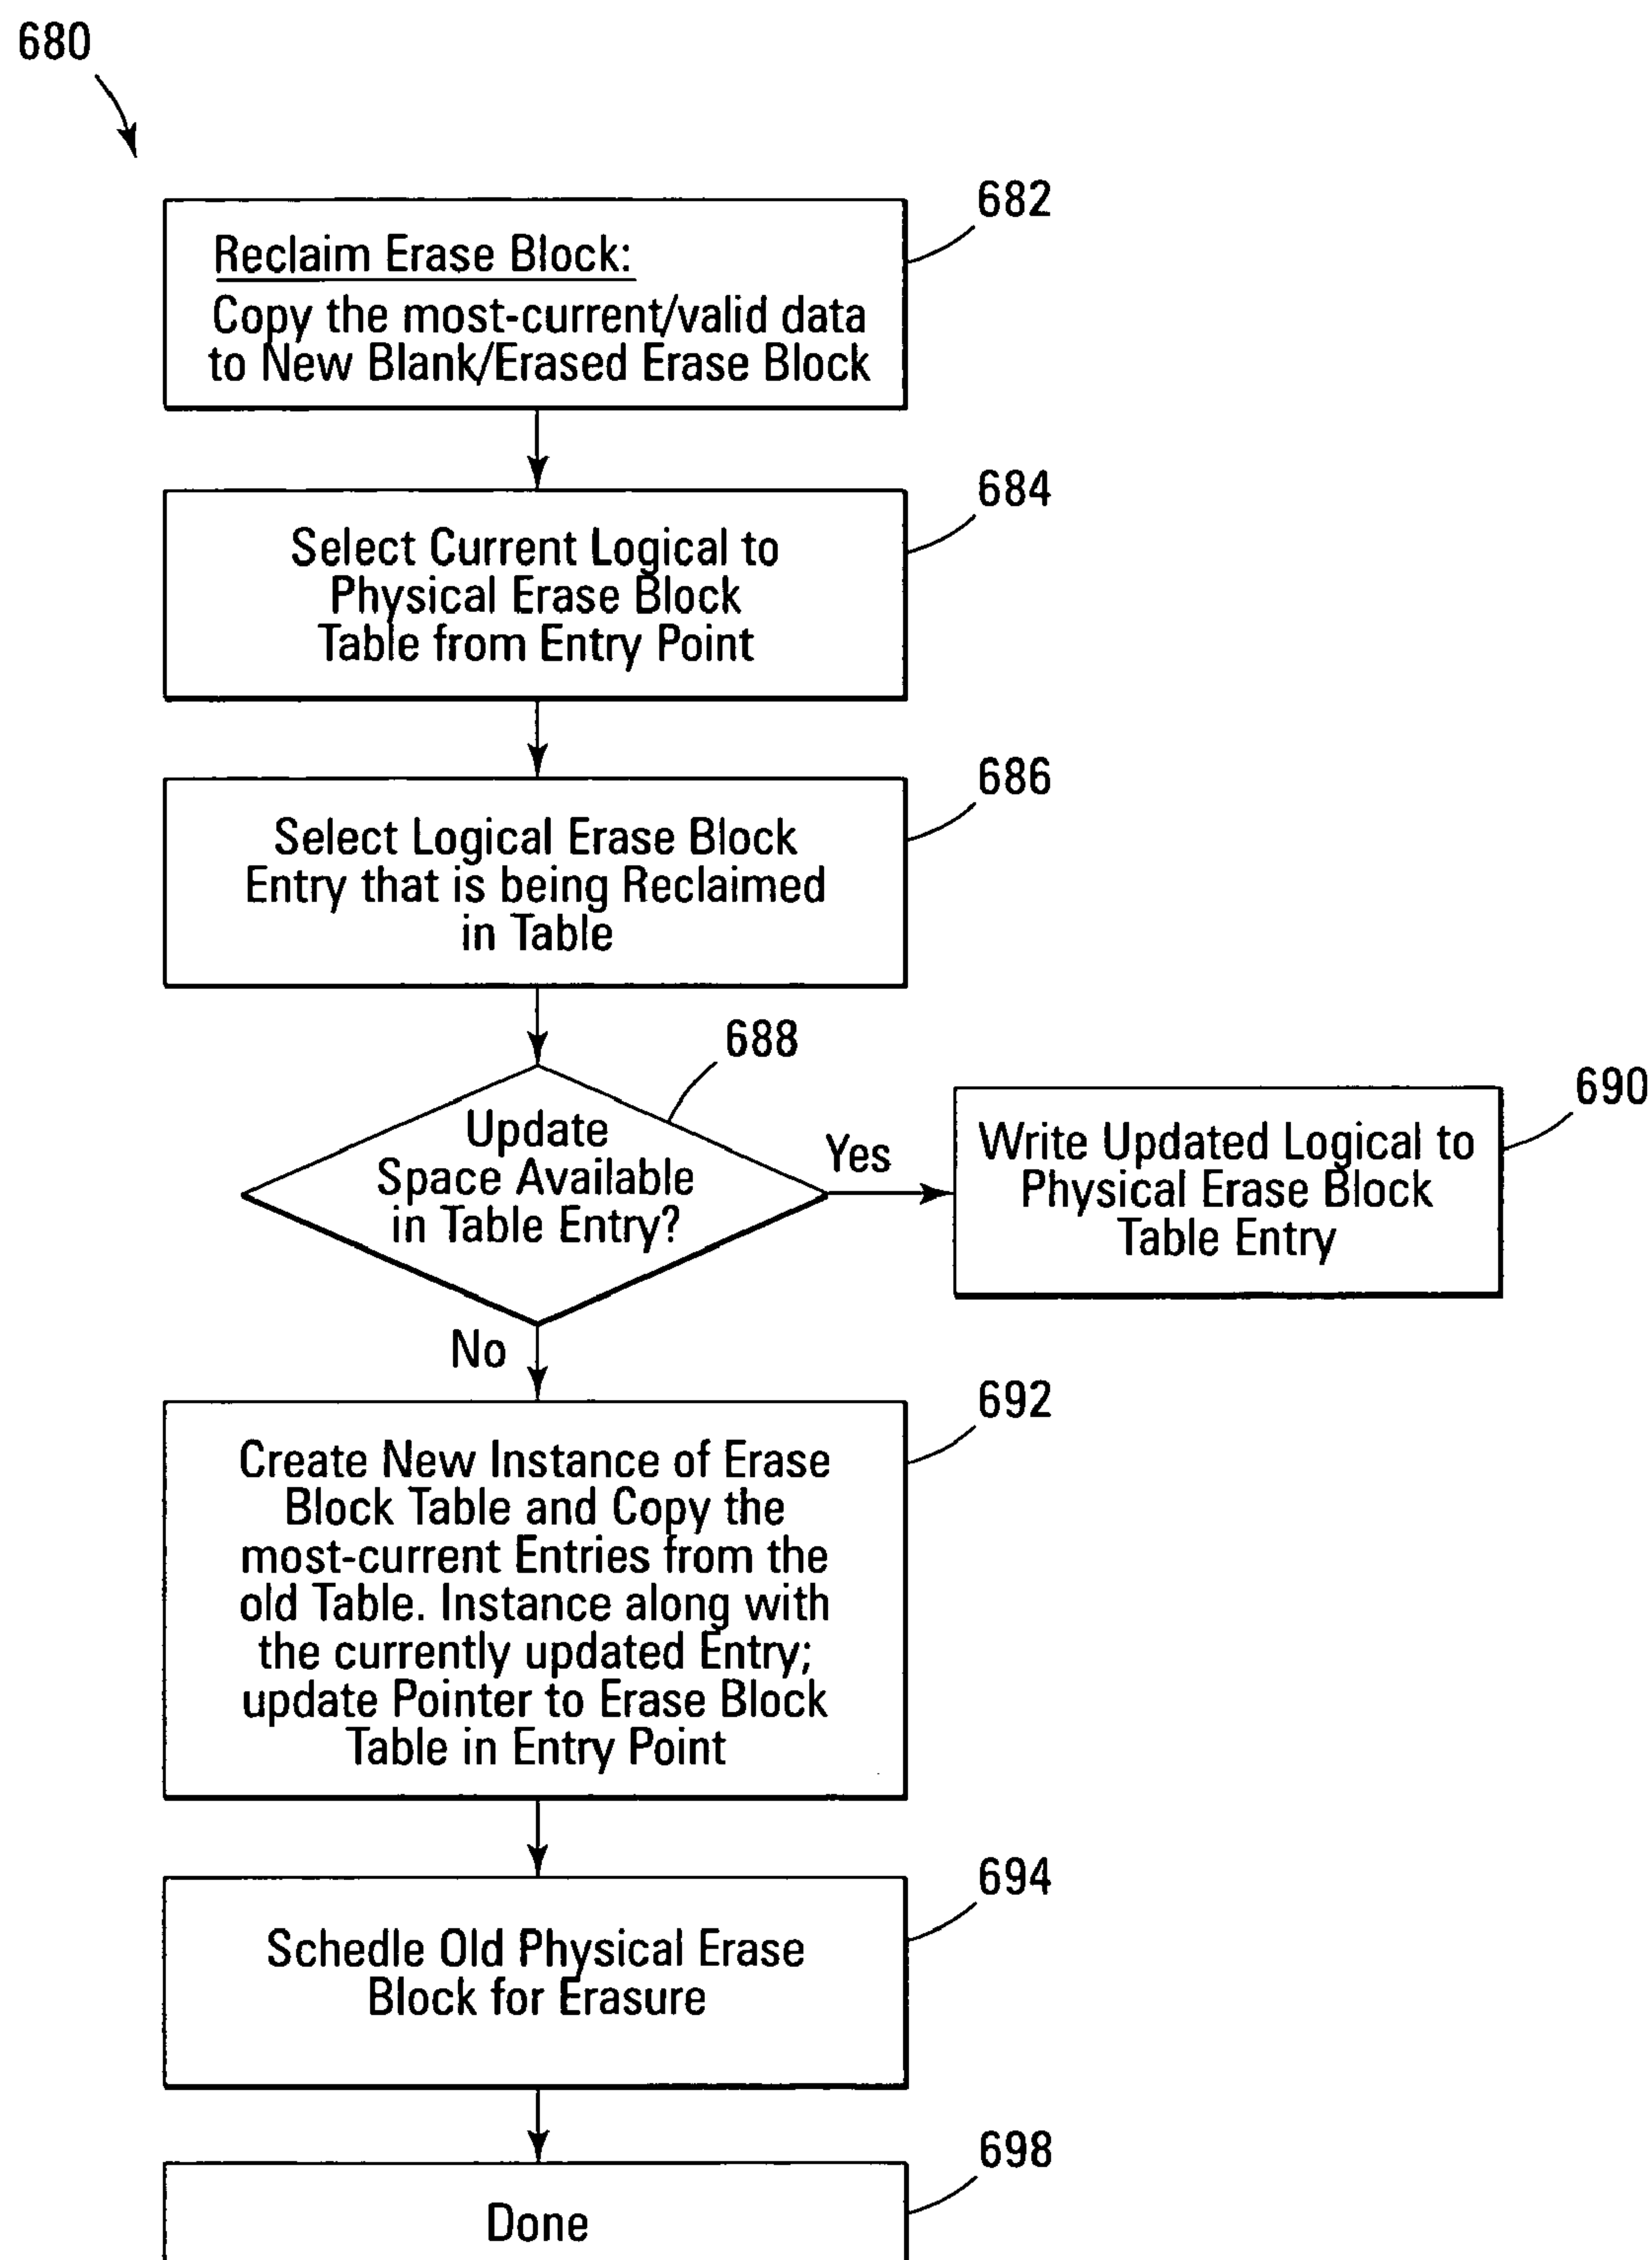 680
682
Reclaim Erase Block:
Copy the most-current/valid data
to New Blank/Erased Erase Block
684
Select Current Logical to
Physical Erase Block
Table from Entry Point
686
Select Logical Erase Block
Entry that is being Reclaimed
in Table
688
Update
Space Available
in Table Entry?
Yes
690
Write Updated Logical to
Physical Erase Block
Table Entry
No
692
Create New Instance of Erase
Block Table and Copy the
most-current Entries from the
old Table. Instance along with
the currently updated Entry;
update Pointer to Erase Block
Table in Entry Point
694
Schedle Old Physical Erase
Block for Erasure
698
Done